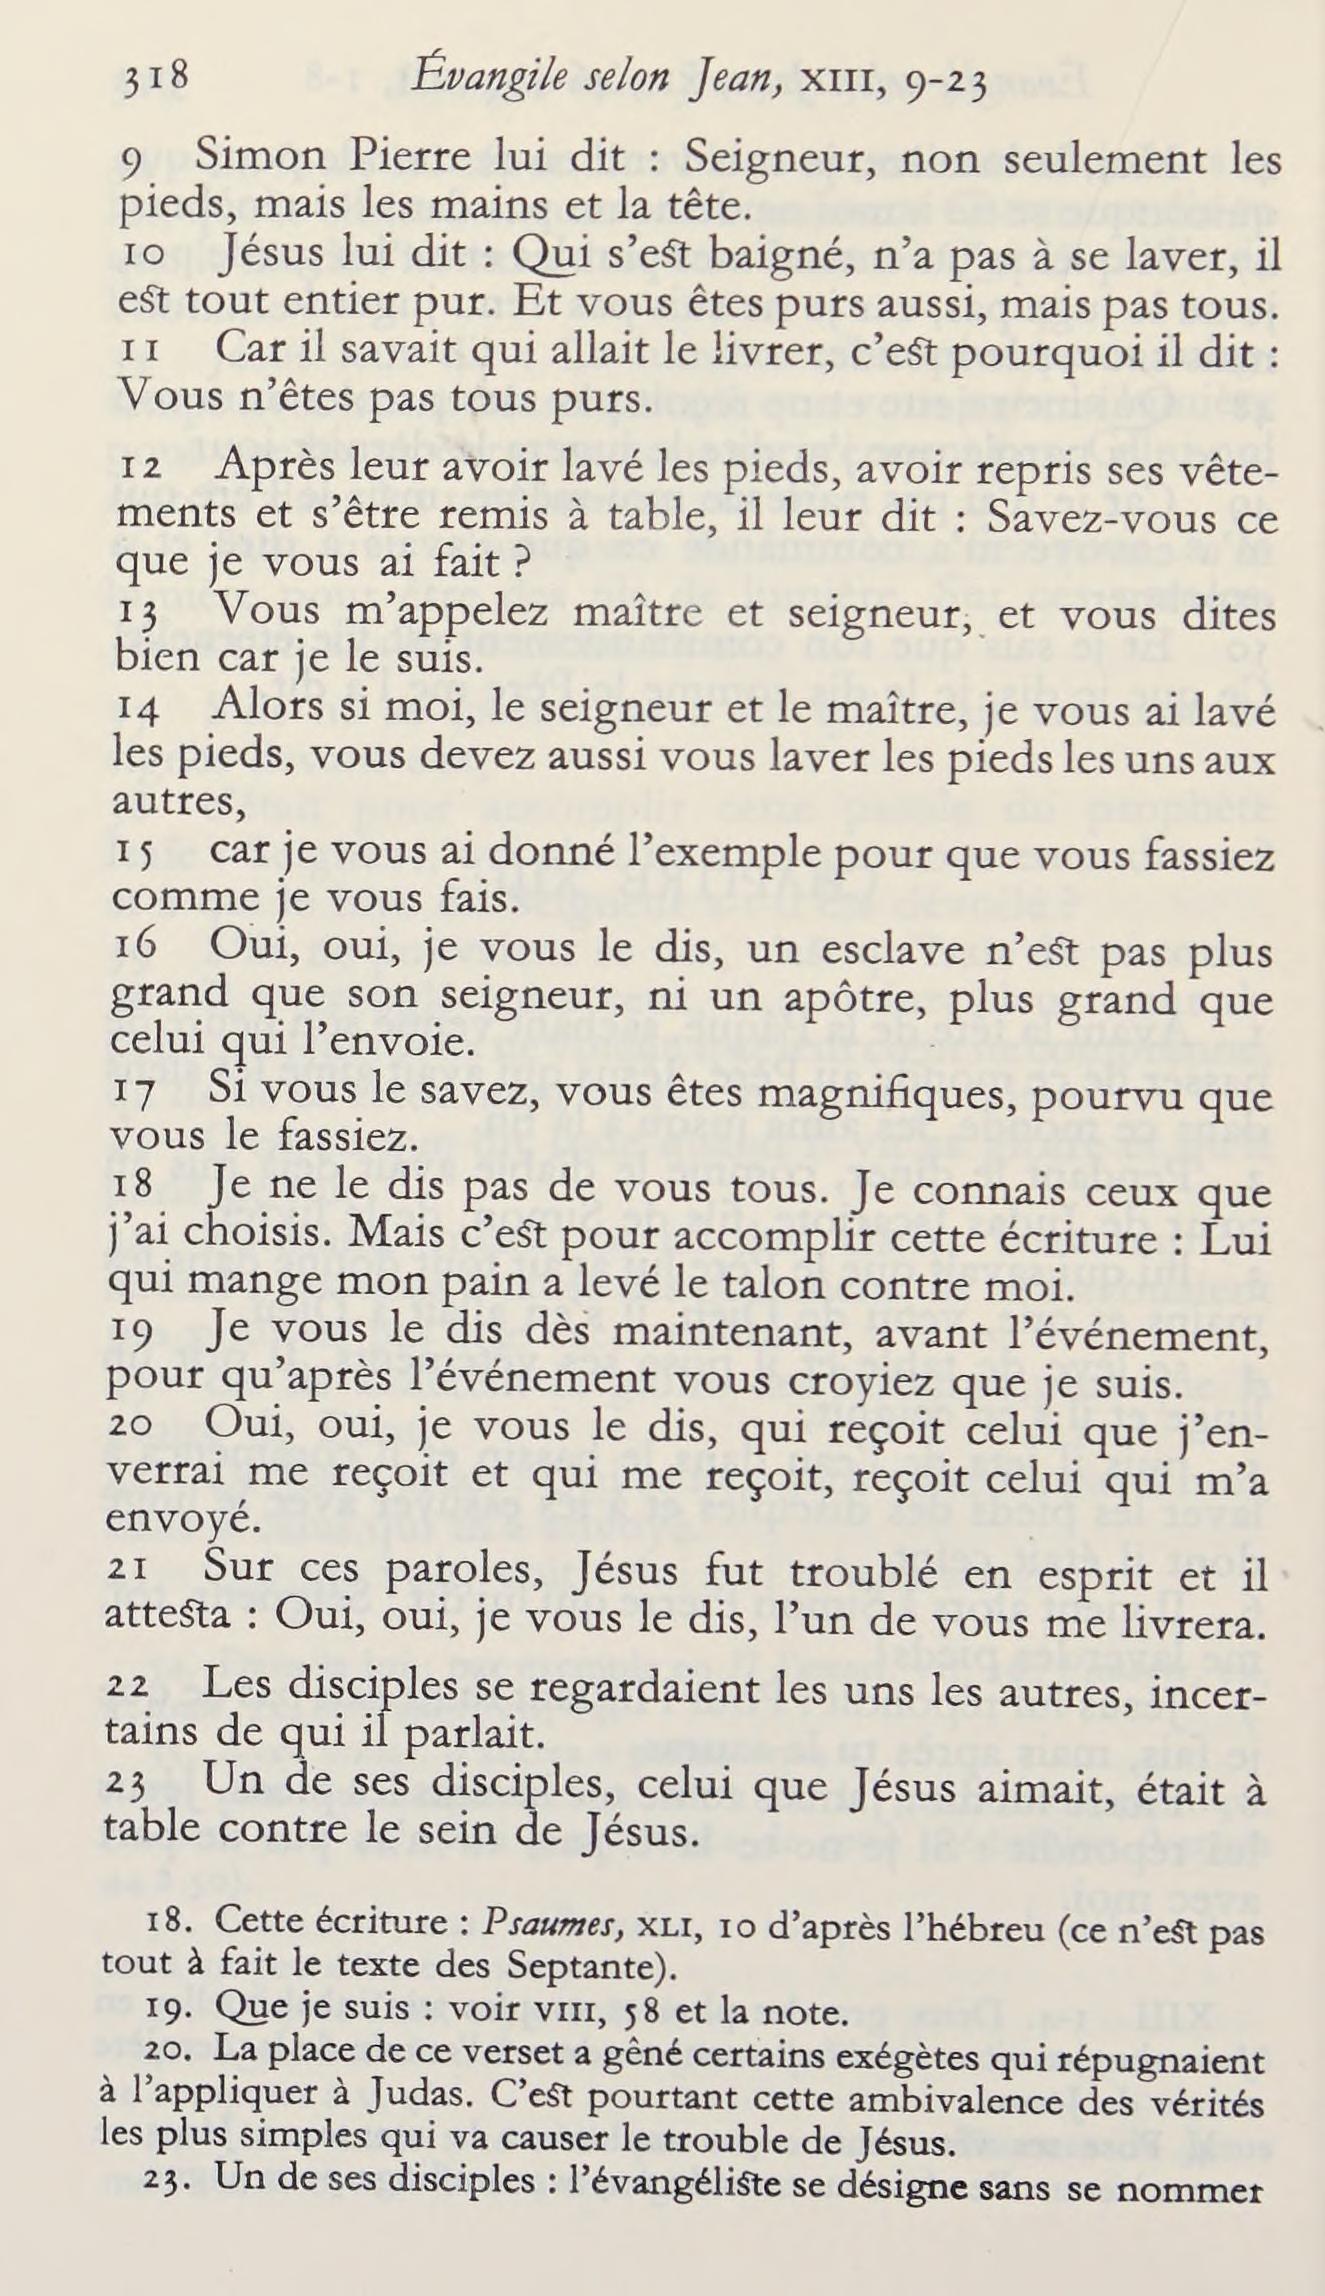 318 Évangile selon Jean, XIII, 9-23
9 Simon Pierre lui dit : Seigneur, non seulement les
pieds, mais les mains et la tête.
10 Jésus lui dit : Qui s'est baigné, n'a pas à se laver, il
est tout entier pur. Et vous êtes purs aussi, mais pas tous.
11 Car il savait qui allait le livrer, c'est pourquoi il dit :
Vous n'êtes pas tous purs.
12 Après leur avoir lavé les pieds, avoir repris ses vête-
ments et s'être remis à table, il leur dit : Savez-vous ce
que je vous ai fait ?
13 Vous m'appelez maître et seigneur, et vous dites
bien car je le suis.
14 Alors si moi, le seigneur et le maître, je vous ai lavé
les pieds, vous devez aussi vous laver les pieds les uns aux
autres,
15 car je vous ai donné l'exemple pour que vous fassiez
comme je vous fais.
16 Oui, oui, je vous le dis, un esclave n'est pas plus
grand que son seigneur, ni un apôtre, plus grand que
celui qui l'envoie.
17 Si vous le savez, vous êtes magnifiques, pourvu que
vous le fassiez.
18 Je ne le dis pas de vous tous. Je connais ceux que
j'ai choisis. Mais c'est pour accomplir cette écriture : Lui
qui mange mon pain a levé le talon contre moi.
19 Je vous le dis dès maintenant, avant l'événement,
pour qu'après l'événement vous croyiez que je suis.
20 Oui, oui, je vous le dis, qui reçoit celui que j'en-
verrai me reçoit et qui me reçoit, reçoit celui qui m'a
envoyé.
21 Sur ces paroles, Jésus fut troublé en esprit et il
attesta : Oui, oui, je vous le dis, l'un de vous me livrera.
22 Les disciples se regardaient les uns les autres, incer-
tains de qui il parlait.
23 Un de ses disciples, celui que Jésus aimait, était à
table contre le sein de Jésus.
18. Cette écriture : Psaumes, XLI, 10 d'après l'hébreu (ce n'est pas
tout à fait le texte des Septante).
19. Que je suis : voir VIII, 58 et la note.
20. La place de ce verset a gêné certains exégètes qui répugnaient
à l'appliquer à Judas. C'est pourtant cette ambivalence des vérités
les plus simples qui va causer le trouble de Jésus.
23. Un de ses disciples : l'évangéliste se désigne sans se nommer